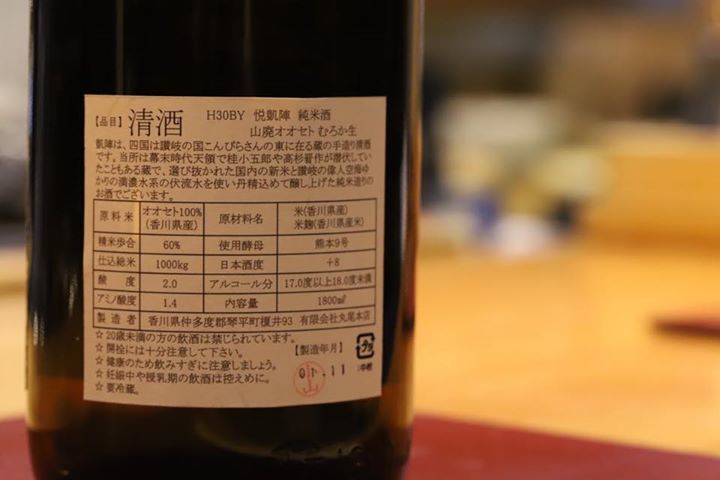 【品目】清酒 H30BY 悦凱陣 純米酒
山廃オオセト むろか生
凱陣は、四国は讃岐の国こんぴらさんの東に在る蔵の手造り清酒
です。当所は幕末時代天領で桂小五郎や高杉晋作が潜伏してい
たこともある蔵で、選び抜かれた国内の新米と讃岐の偉人空海ゆ
かりの満濃水系の伏流水を使い丹精込めて醸し上げた純米造りの
お酒でございます。
原料米 オオセト100%(香川県産) 原材料名 米(香川県産)米麹(香川県産米)
精米歩合 60% 使用酵母 熊本9号
仕込総米 1000kg 日本酒度 +8
酸度 2.0 アルコール分 17.0度以上18.0度未満
アミノ酸度 1.4 内容量 1800ml
製造者 香川県仲多度郡琴平町榎井93 有限会社丸尾本店
☆20歳未満の方の飲酒は禁じられています。
☆開栓には十分注意して下さい。
☆健康のため飲みすぎに注意しましょう。
☆妊娠中や授乳期の飲酒は控えめに。
☆要冷蔵。
【製造年月】
01.11
山